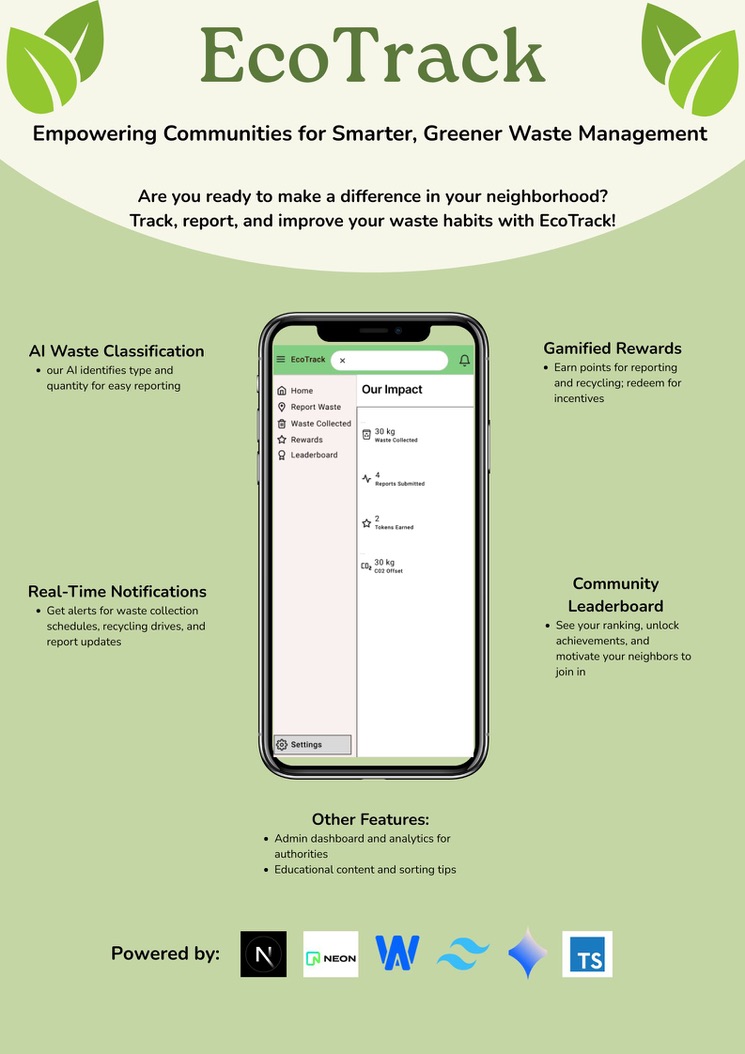 EcoTrack
Empowering Communities for Smarter, Greener Waste Management
Are you ready to make a difference in your neighborhood?
Track, report, and improve your waste habits with EcoTrack!
AI Waste Classification
• our AI identifies type and
quantity for easy reporting
Real-Time Notifications
• Get alerts for waste collection
schedules, recycling drives, and
report updates
EcoTrack
×
Home
Report Waste
Waste Collected
Rewards
Leaderboard
Settings
Our Impact
30 kg
Waste Collected
4
Reports Submitted
2
Tokens Earned
CO2
30 kg
CO2 Offset
Gamified Rewards
• Earn points for reporting
and recycling; redeem for
incentives
Community
Leaderboard
• See your ranking, unlock
achievements, and
motivate your neighbors to
join in
Other Features:
• Admin dashboard and analytics for
authorities
• Educational content and sorting tips
Powered by:
N
NEON
W
TS